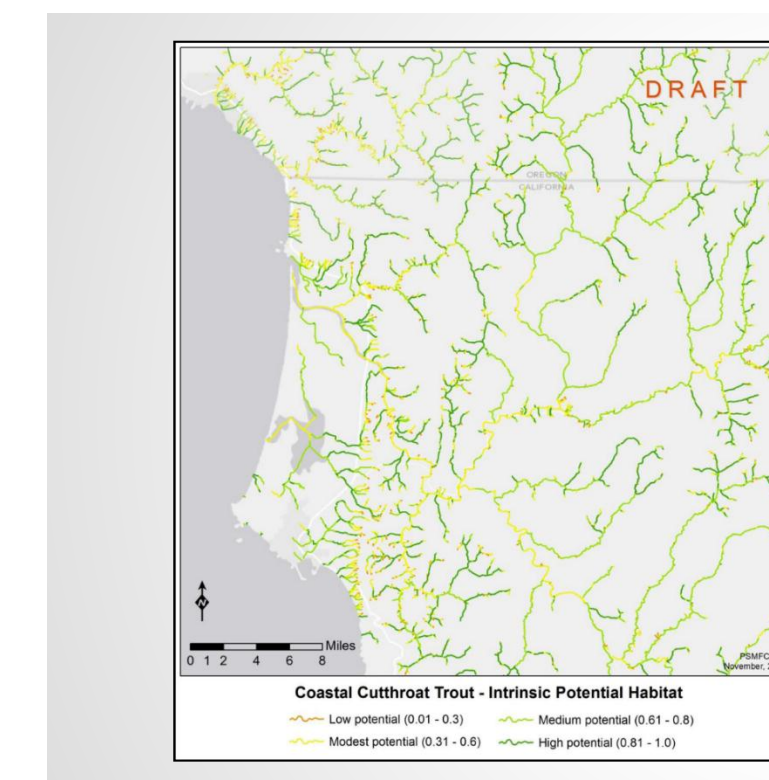 DRAFT
OREGON
CALIFORNIA
N
Miles
0 1 2 4 6 8
PSMFC
November, 2
Coastal Cutthroat Trout - Intrinsic Potential Habitat
Low potential (0.01 - 0.3)
Medium potential (0.61 - 0.8)
Modest potential (0.31 - 0.6)
High potential (0.81 - 1.0)